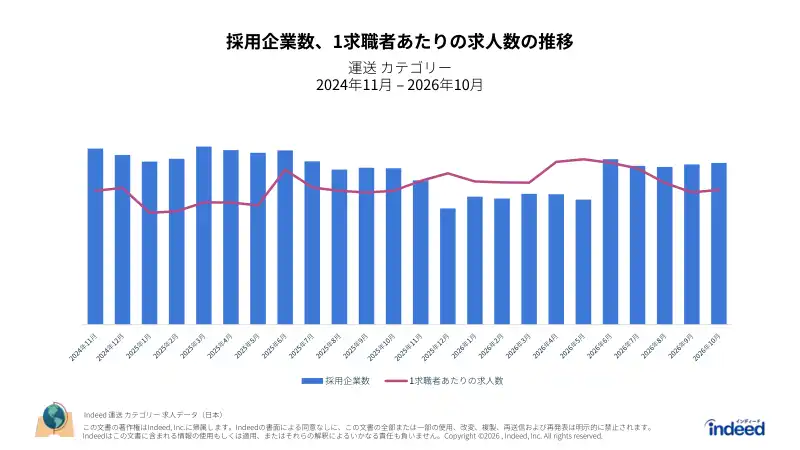 採用企業数、1求職者あたりの求人数の推移
運送 カテゴリー
2024年11月 – 2026年10月
2024年11月
2024年12月
2025年1月
2025年2月
2025年3月
2025年4月
2025年5月
2025年6月
2025年7月
2025年8月
2025年9月
2025年10月
2025年11月
2025年12月
2026年1月
2026年2月
2026年3月
2026年4月
2026年5月
2026年6月
2026年7月
2026年8月
2026年9月
2026年10月
採用企業数
1求職者あたりの求人数
Indeed 運送 カテゴリー 求人データ（日本）
この文書の著作権はIndeed, Inc.に帰属します。Indeedの書面による同意なしに、この文書の全部または一部の使用、改変、複製、再送信および再発表は明示的に禁止されます。
Indeedはこの文書に含まれる情報の使用もしくは適用、またはそれらの解釈によるいかなる責任も負いません。Copyright ©2026 , Indeed, Inc. All rights reserved.
インディード
indeed